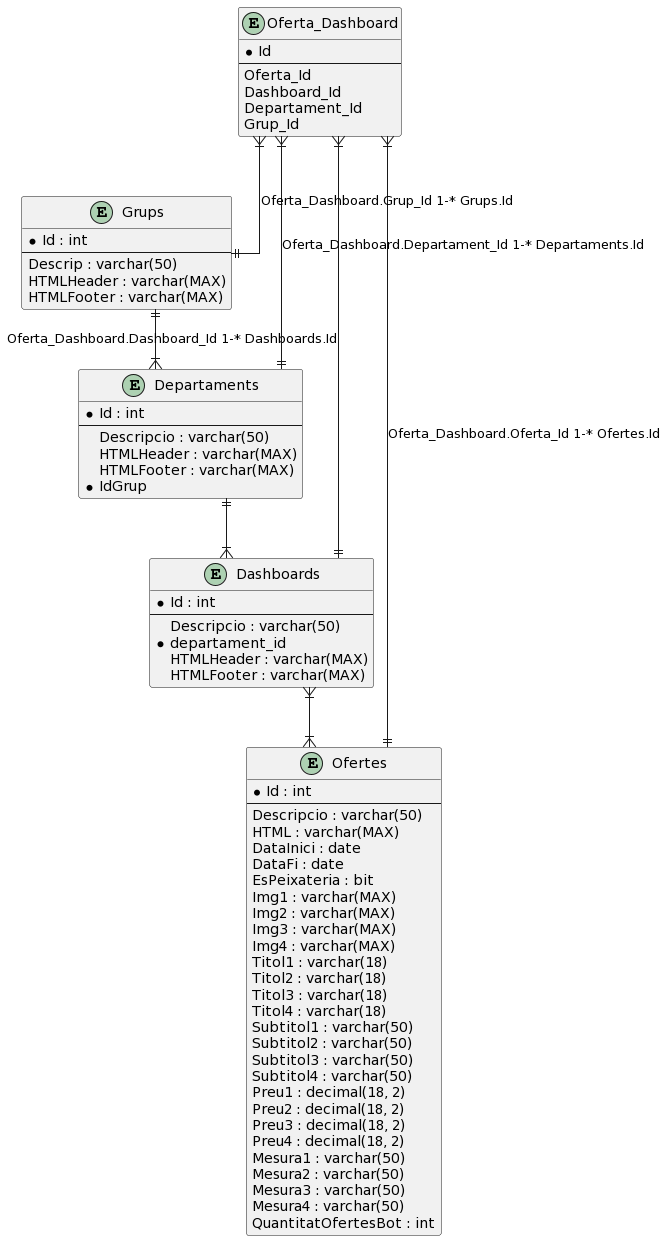 E Oferta_Dashboard
* Id
Oferta_Id
Dashboard_Id
Departament_Id
Grup_Id
Oferta_Dashboard.Grup_Id 1-* Grups.Id
E Grups
* Id : int
Descrip : varchar(50)
HTMLHeader : varchar(MAX)
HTMLFooter : varchar(MAX)
Oferta_Dashboard.Departament_Id 1-* Departaments.Id
Oferta_Dashboard.Dashboard_Id 1-* Dashboards.Id
E Departaments
* Id : int
Descripcio : varchar(50)
HTMLHeader : varchar(MAX)
HTMLFooter : varchar(MAX)
* IdGrup
Oferta_Dashboard.Oferta_Id 1-* Ofertes.Id
E Dashboards
* Id : int
Descripcio : varchar(50)
* departament_id
HTMLHeader : varchar(MAX)
HTMLFooter : varchar(MAX)
E Ofertes
* Id : int
Descripcio : varchar(50)
HTML : varchar(MAX)
DataInici : date
DataFi : date
EsPeixateria : bit
Img1 : varchar(MAX)
Img2 : varchar(MAX)
Img3 : varchar(MAX)
Img4 : varchar(MAX)
Titol1 : varchar(18)
Titol2 : varchar(18)
Titol3 : varchar(18)
Titol4 : varchar(18)
Subtitol1 : varchar(50)
Subtitol2 : varchar(50)
Subtitol3 : varchar(50)
Subtitol4 : varchar(50)
Preu1 : decimal(18, 2)
Preu2 : decimal(18, 2)
Preu3 : decimal(18, 2)
Preu4 : decimal(18, 2)
Mesura1 : varchar(50)
Mesura2 : varchar(50)
Mesura3 : varchar(50)
Mesura4 : varchar(50)
QuantitatOfertesBot : int